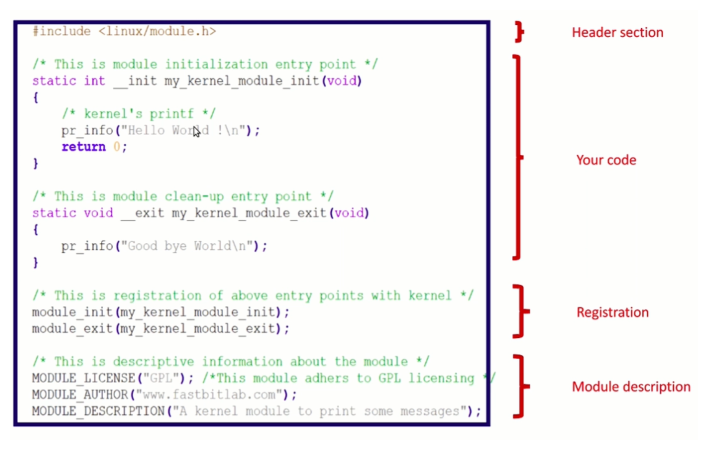 #include <linux/module.h>
Header section
/* This is module initialization entry point */
static int __init my_kernel_module_init(void)
{
/* kernel's printf */
pr_info("Hello World !\n");
return 0;
}
Your code
/* This is module clean-up entry point */
static void __exit my_kernel_module_exit(void)
{
pr_info("Good bye World\n");
}
/* This is registration of above entry points with kernel */
module_init(my_kernel_module_init);
module_exit(my_kernel_module_exit);
Registration
/* This is descriptive information about the module */
MODULE_LICENSE("GPL"); /*This module adhers to GPL licensing */
MODULE_AUTHOR("www.fastbitlab.com");
MODULE_DESCRIPTION("A kernel module to print some messages");
Module description